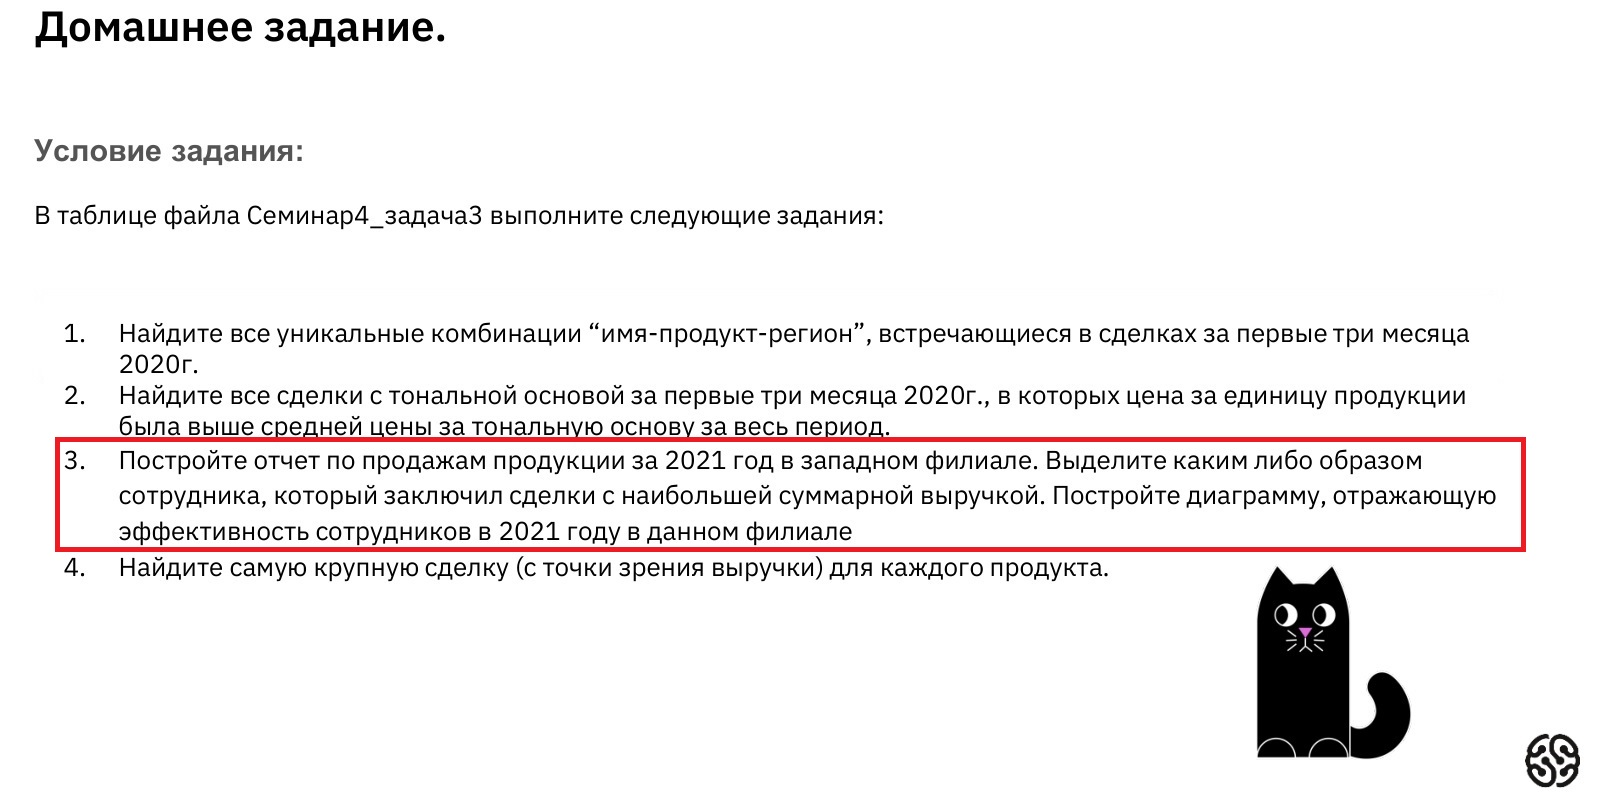 Домашнее задание.
Условие задания:
В таблице файла Семинар4_задача3 выполните следующие задания:
1. Найдите все уникальные комбинации “имя-продукт-регион”, встречающиеся в сделках за первые три месяца
2020г.
2. Найдите все сделки с тональной основой за первые три месяца 2020г., в которых цена за единицу продукции
была выше средней цены за тональную основу за весь период.
3. Постройте отчет по продажам продукции за 2021 год в западном филиале. Выделите каким либо образом
сотрудника, который заключил сделки с наибольшей суммарной выручкой. Постройте диаграмму, отражающую
эффективность сотрудников в 2021 году в данном филиале
4. Найдите самую крупную сделку (с точки зрения выручки) для каждого продукта.